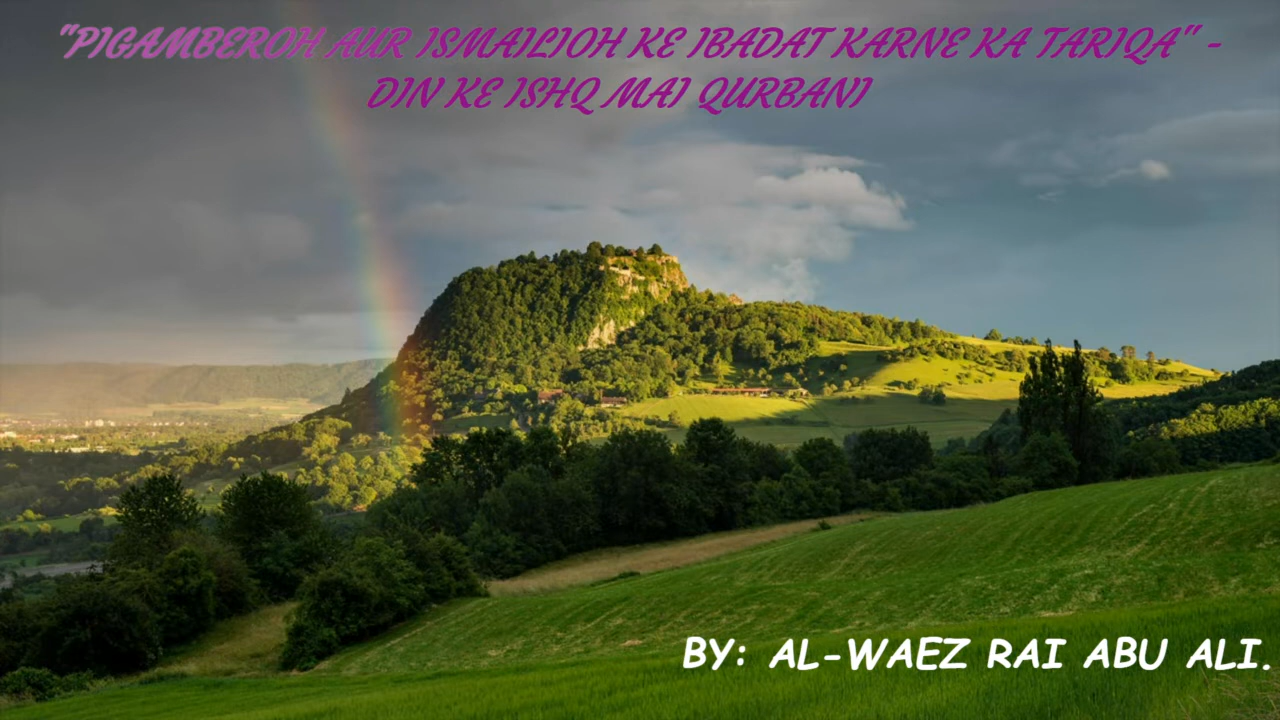 "PIGAMBEROH AUR ISMAILIOH KE IBADAT KARNE KA TARIQA" -
DIN KE ISHQ MAI QURBANI
BY: AL-WAEZ RAI ABU ALI.